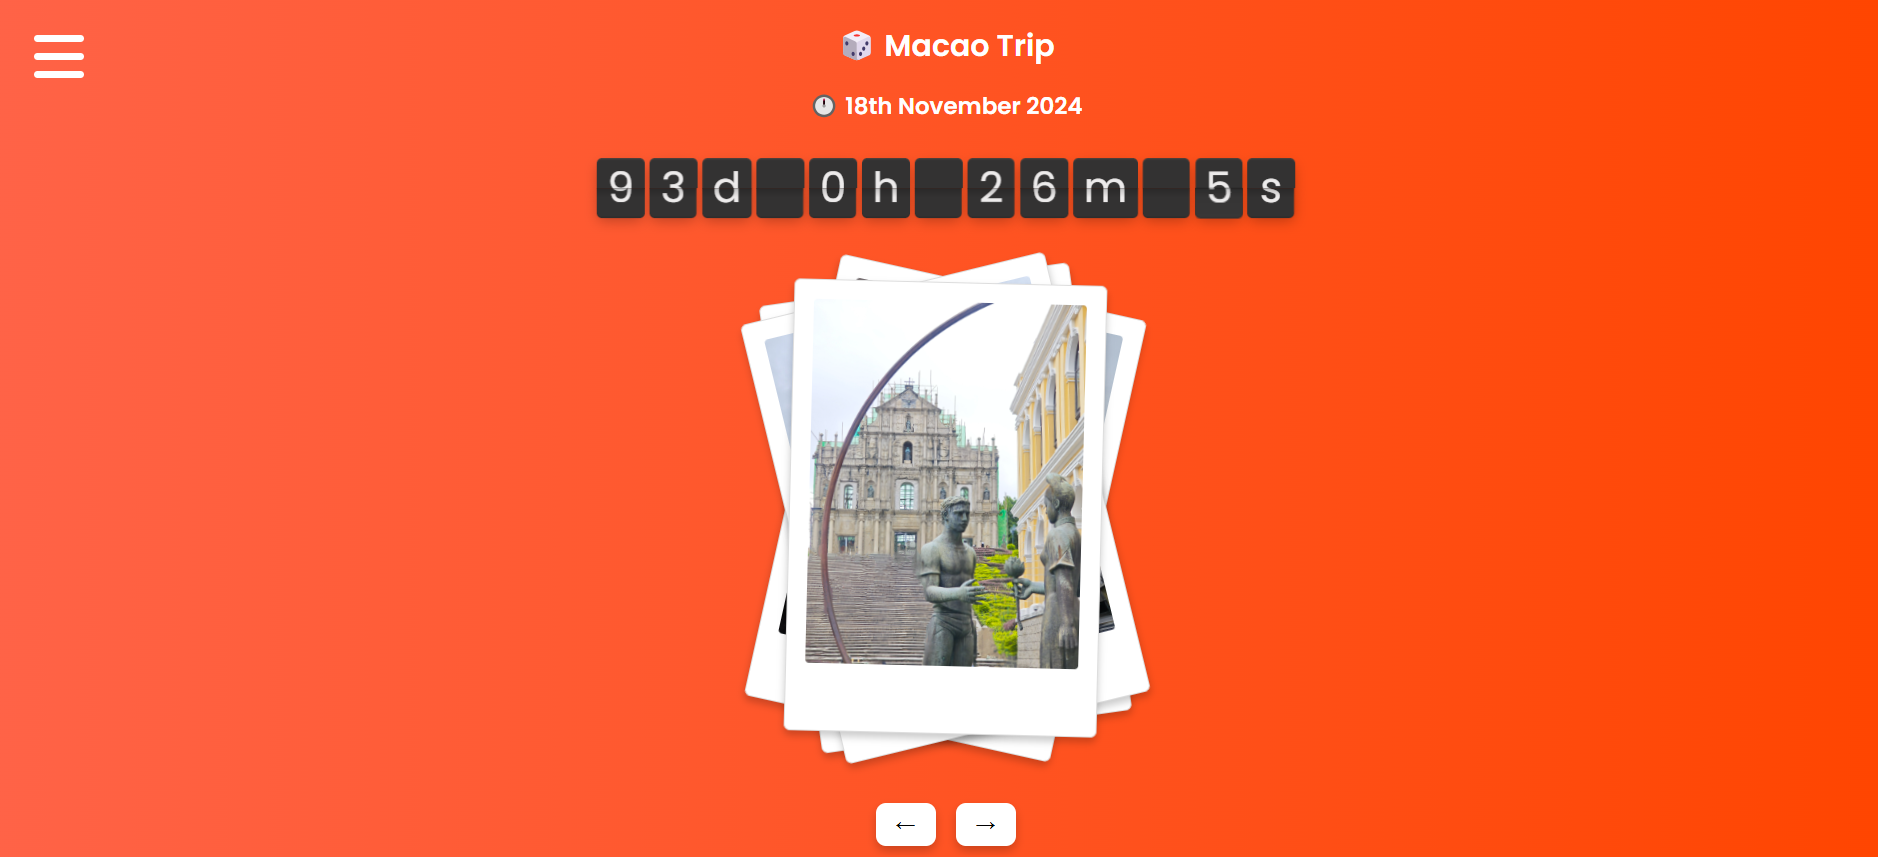 🎲 Macao Trip
🕛 18th November 2024
93d 0h 26m 5s
← →